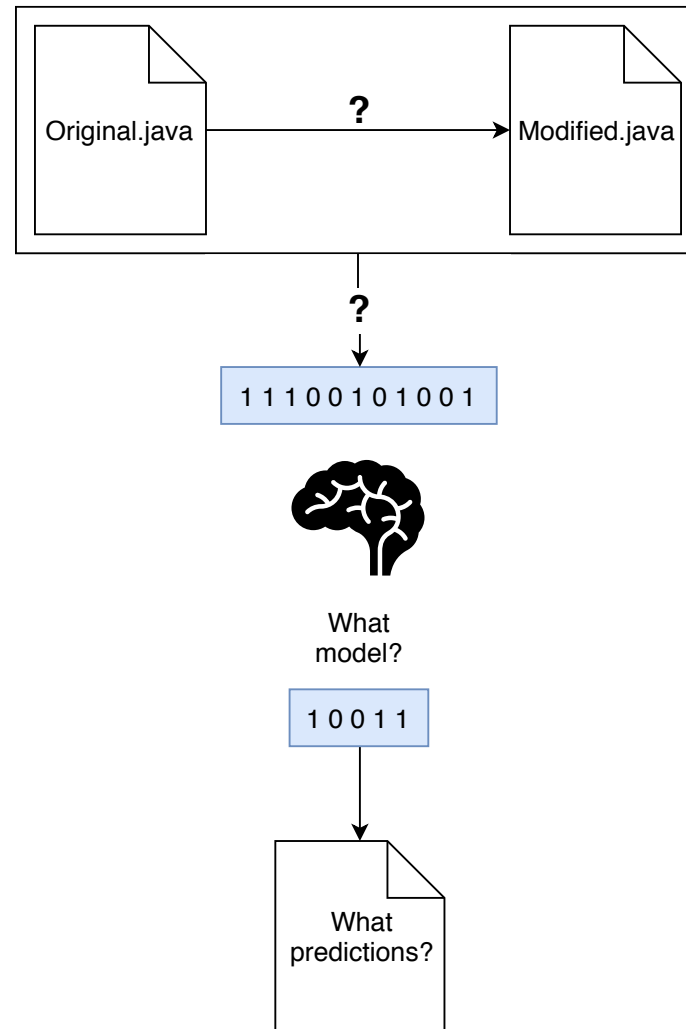 ?
Original.java
Modified.java
?
1 1 1 0 0 1 0 1 0 0 1
What
model?
1 0 0 1 1
What
predictions?